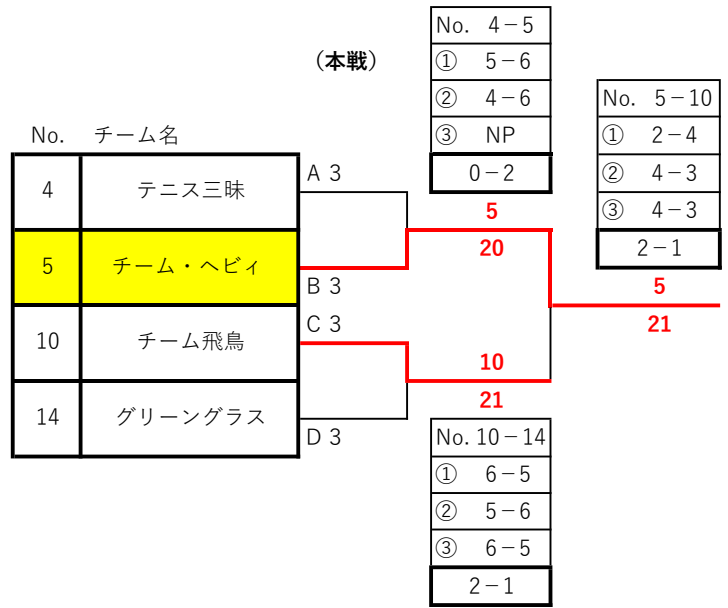 （本戦）
No. 4－5
① 5－6
② 4－6
③ NP
0－2
No. 5－10
① 2－4
② 4－3
③ 4－3
2－1
No. チーム名
4 テニス三昧 A 3
5 チーム・ヘビィ B 3
10 チーム飛鳥 C 3
14 グリーングラス D 3
5
20
5
21
10
21
No. 10－14
① 6－5
② 5－6
③ 6－5
2－1